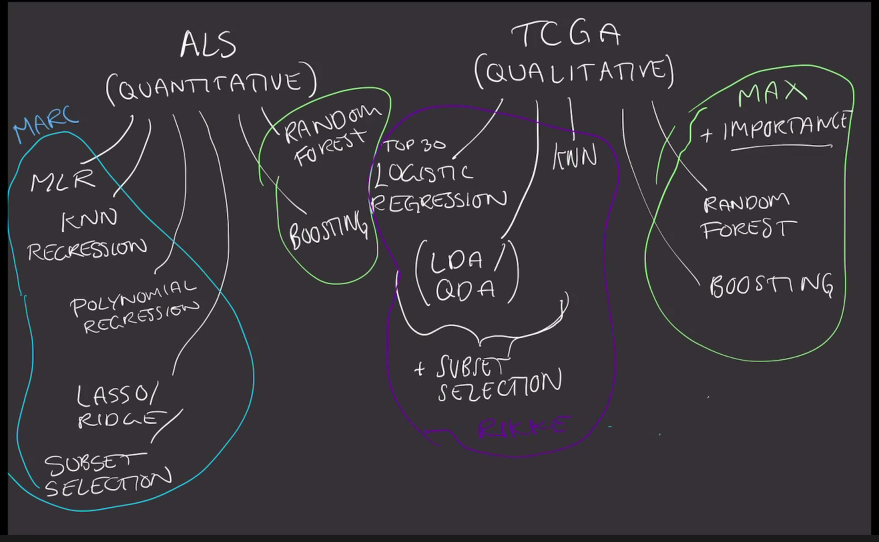 ALS
(QUANTITATIVE)
MARC
MLR
KNN
REGRESSION
POLYNOMIAL
REGRESSION
LASSO/
RIDGE
SUBSET
SELECTION
RANDOM
FOREST
BOOSTING
TCGA
(QUALITATIVE)
TOP 30
LOGISTIC
REGRESSION
KNN
(LDA/
QDA)
+ SUBSET
SELECTION
MAX
+ IMPORTANCE
RANDOM
FOREST
BOOSTING